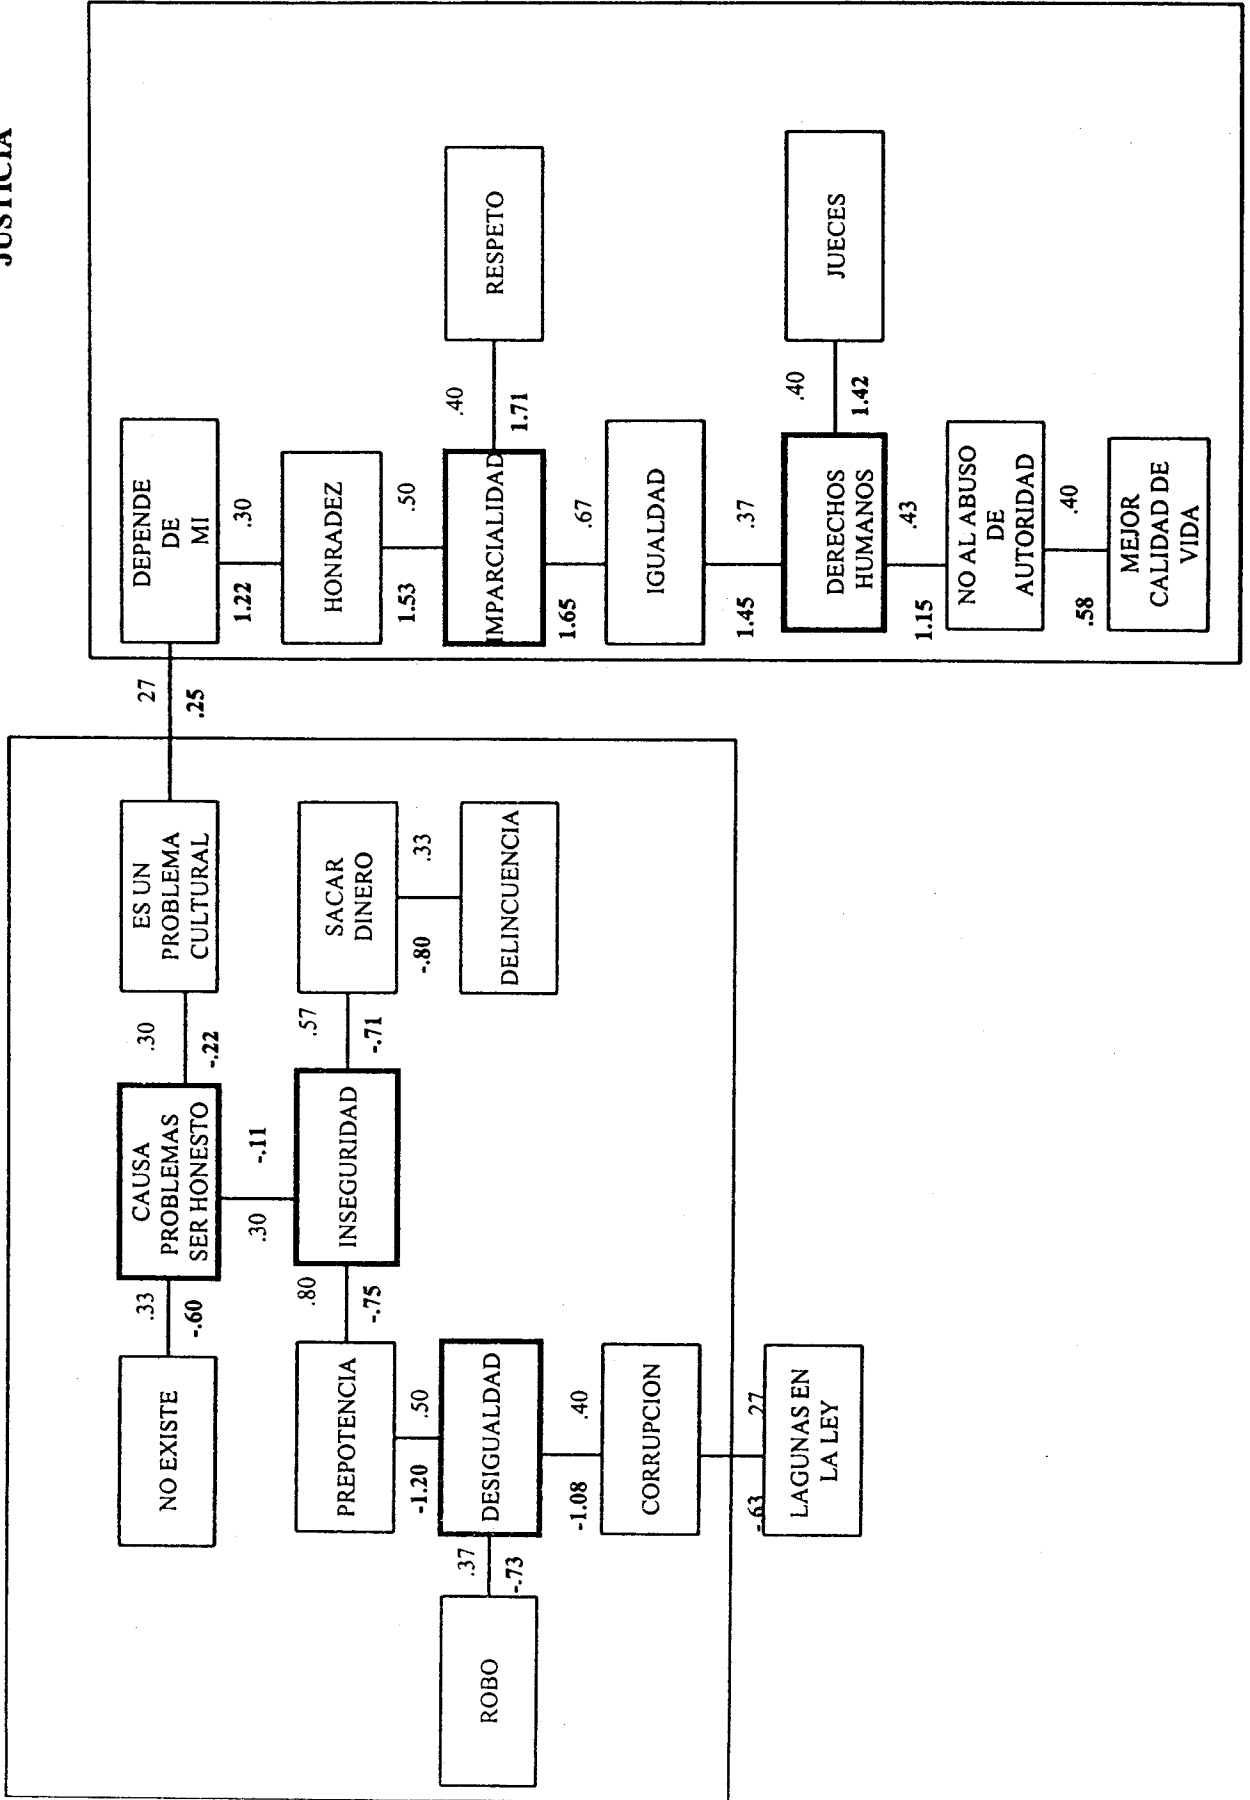 JUSTICIA
NO EXISTE
.33
-.60
CAUSA
PROBLEMAS
SER HONESTO
.30
-.22
ES UN
PROBLEMA
CULTURAL
27
.25
DEPENDE
DE
MI
.30
-.11
1.22
.30
PREPOTENCIA
.80
-.75
INSEGURIDAD
.57
-.71
SACAR
DINERO
HONRADEZ
-1.20
.50
-.80
.33
1.53
.50
ROBO
.37
-.73
DESIGUALDAD
DELINCUENCIA
IMPARCIALIDAD
.40
1.71
RESPETO
-1.08
.40
1.65
.67
CORRUPCION
IGUALDAD
-.63
27
1.45
.37
LAGUNAS EN
LA LEY
DERECHOS
HUMANOS
.40
1.42
JUECES
1.15
.43
NO AL ABUSO
DE
AUTORIDAD
.58
.40
MEJOR
CALIDAD DE
VIDA